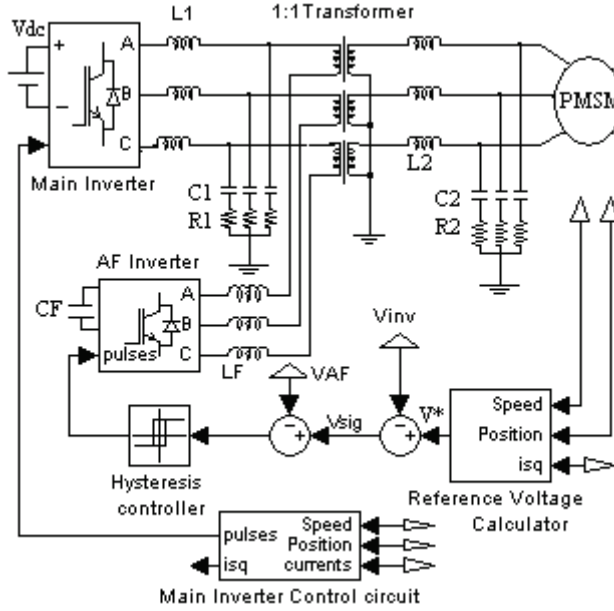 L1
1:1Transformer
Vdc
+
A
B
C
−
PMSM
Main Inverter
L2
C1
R1
C2
R2
AF Inverter
CF
A
B
C
pulses
LF
Vinv
VAF
−
+
Vsig
−
+
V*
Speed
Position
isq
Hysteresis
controller
Reference Voltage
Calculator
pulses
Speed
Position
isq
currents
Main Inverter Control circuit